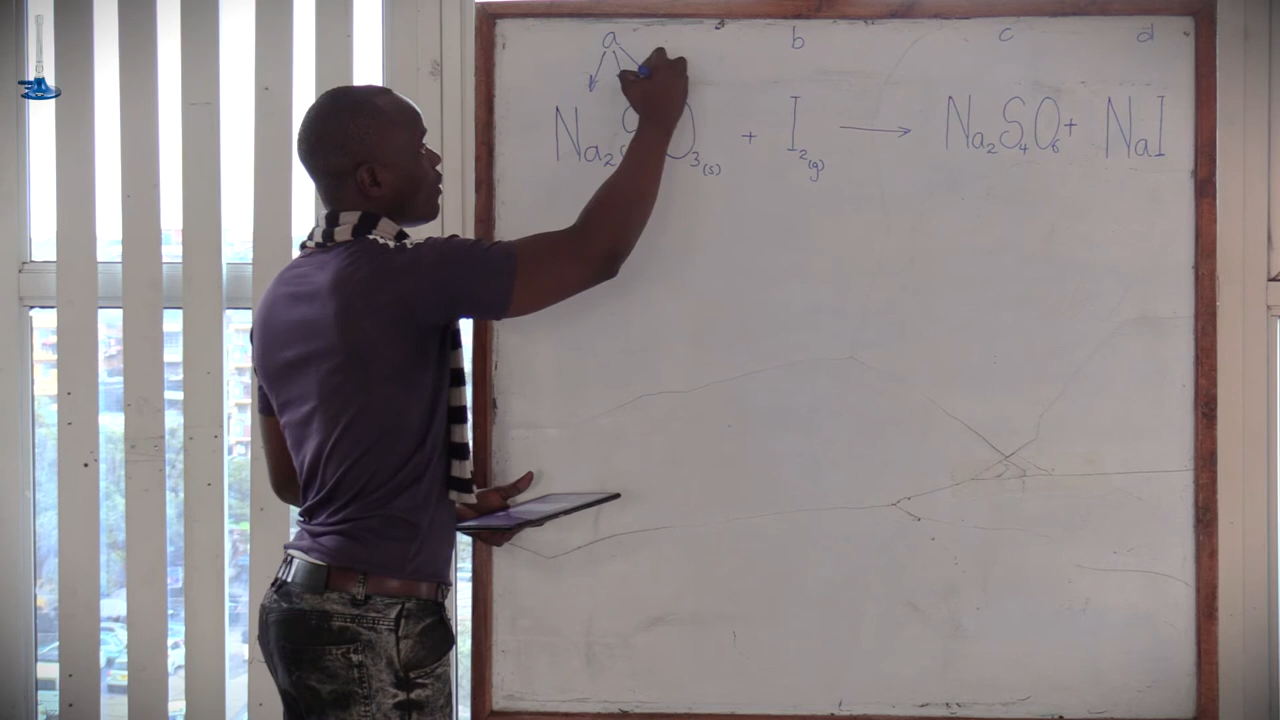 a b c d
Na₂ O₃(s) + I₂(g) → Na₂S₄O₆ + NaI